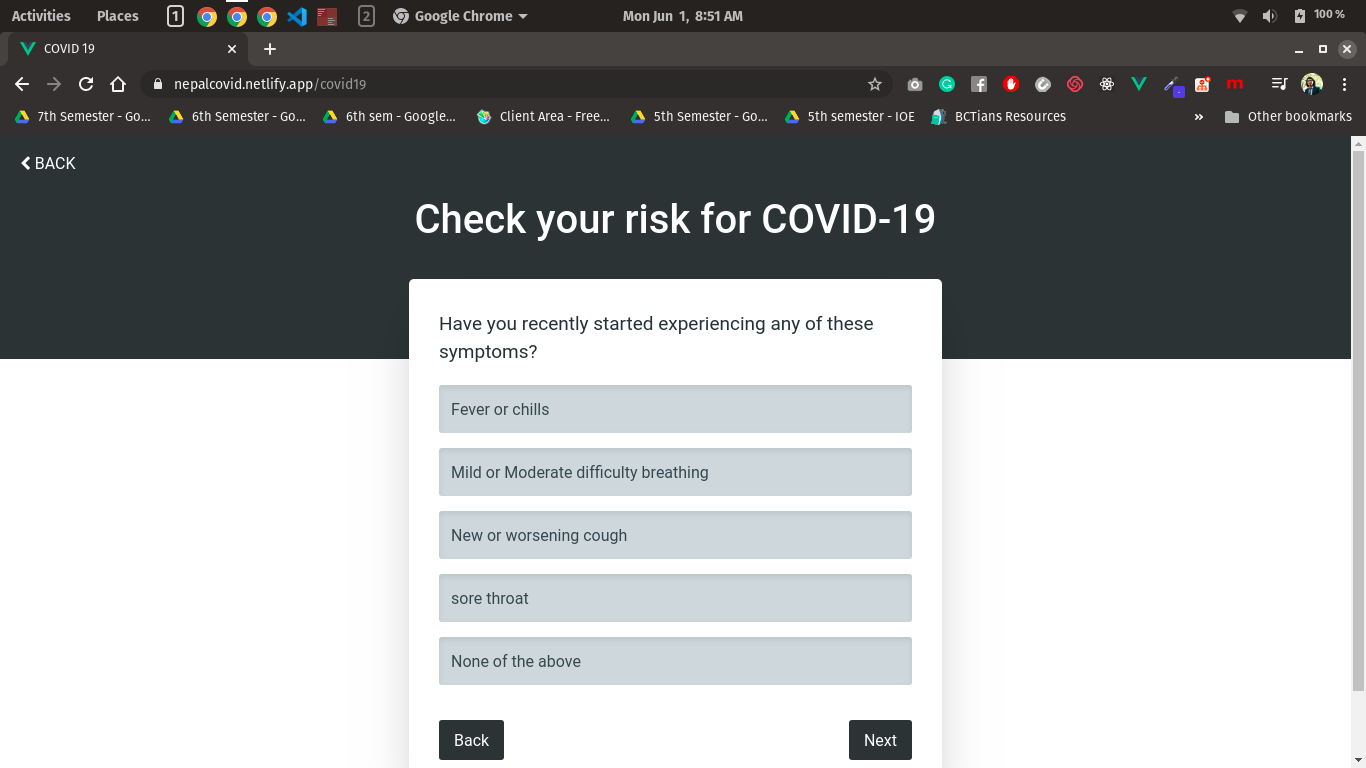 Activities Places 1 2 Google Chrome Mon Jun 1, 8:51 AM 100 %
COVID 19
nepalcovid.netlify.app/covid19
7th Semester - Go... 6th Semester - Go... 6th sem - Google... Client Area - Free... 5th Semester - Go... 5th semester - IOE BCTians Resources » Other bookmarks
BACK
Check your risk for COVID-19
Have you recently started experiencing any of these
symptoms?
Fever or chills
Mild or Moderate difficulty breathing
New or worsening cough
sore throat
None of the above
Back Next